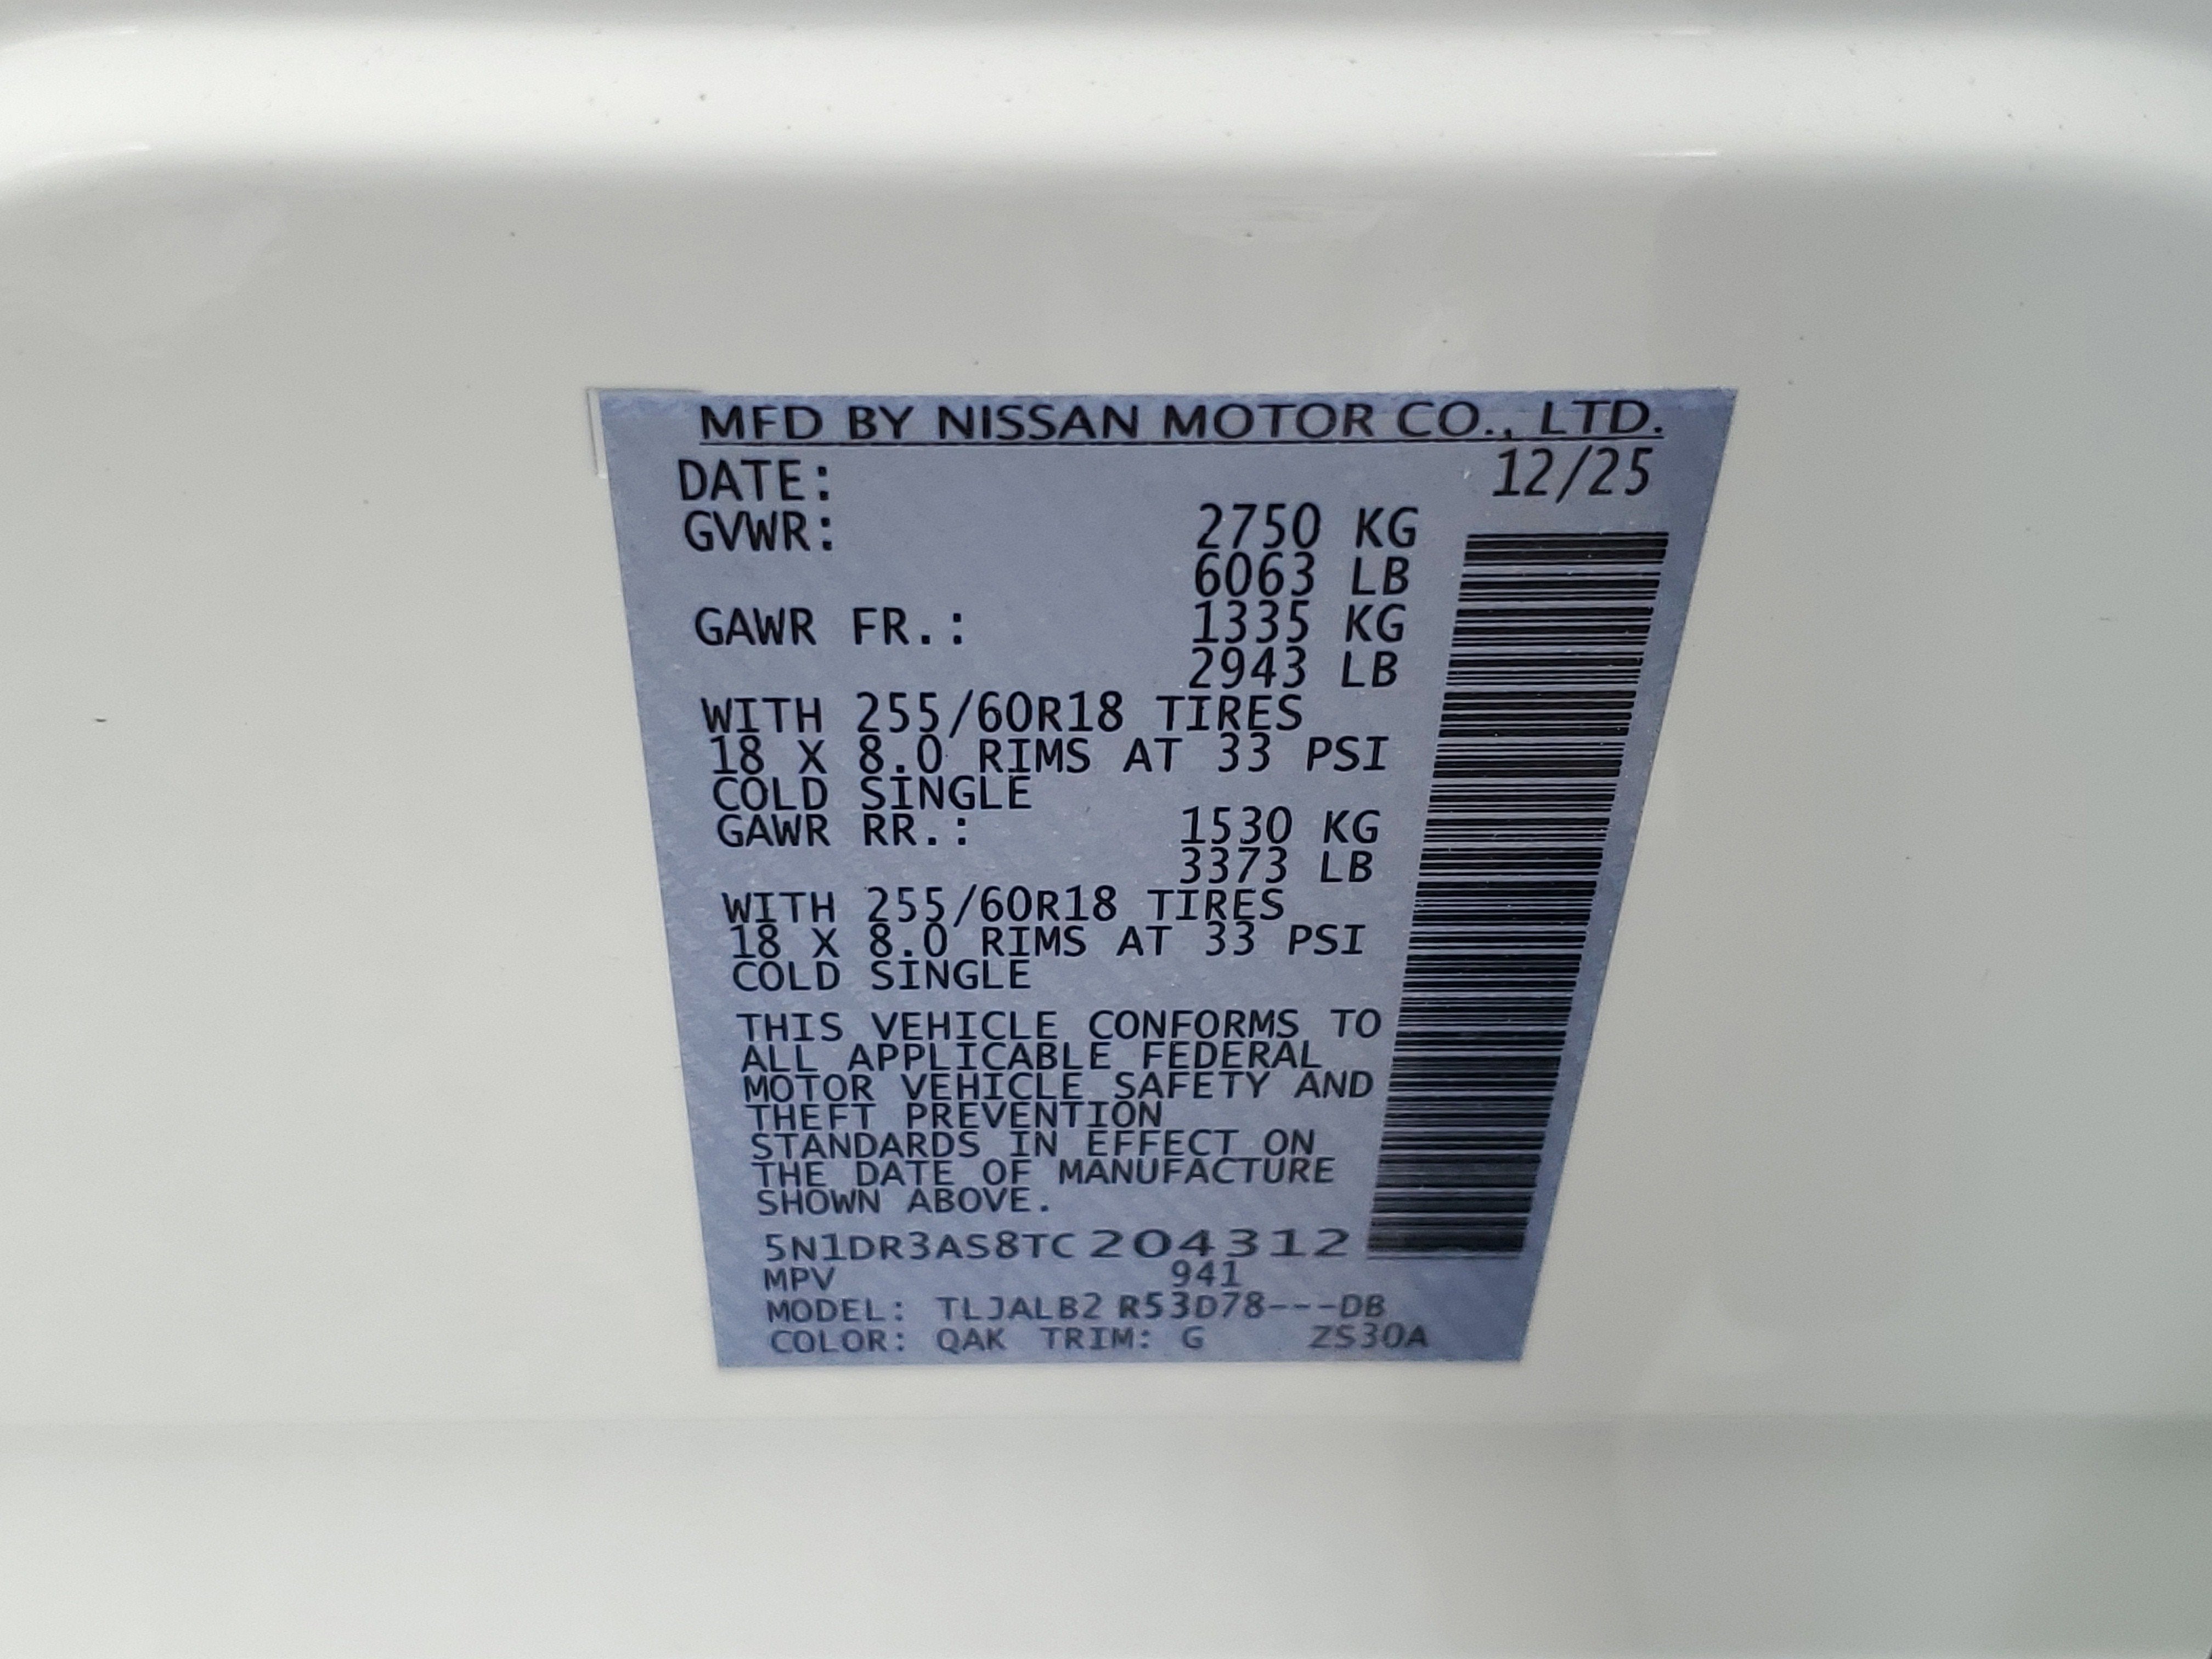 MFD BY NISSAN MOTOR CO., LTD.
DATE: 12/25
GVWR: 2750 KG
6063 LB
GAWR FR.: 1335 KG
2943 LB
WITH 255/60R18 TIRES
18 X 8.0 RIMS AT 33 PSI
COLD SINGLE
GAWR RR.: 1530 KG
3373 LB
WITH 255/60R18 TIRES
18 X 8.0 RIMS AT 33 PSI
COLD SINGLE
THIS VEHICLE CONFORMS TO
ALL APPLICABLE FEDERAL
MOTOR VEHICLE SAFETY AND
THEFT PREVENTION
STANDARDS IN EFFECT ON
THE DATE OF MANUFACTURE
SHOWN ABOVE.
5N1DR3AS8TC204312
MPV 941
MODEL: TLJALB2 R53D78---DB
COLOR: QAK TRIM: G ZS30A